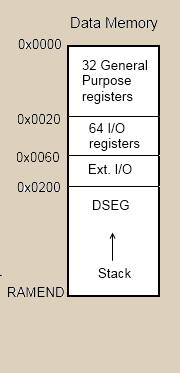 Data Memory
0x0000
32 General
Purpose
registers
0x0020
64 I/O
registers
0x0060
Ext. I/O
0x0200
DSEG
Stack
RAMEND